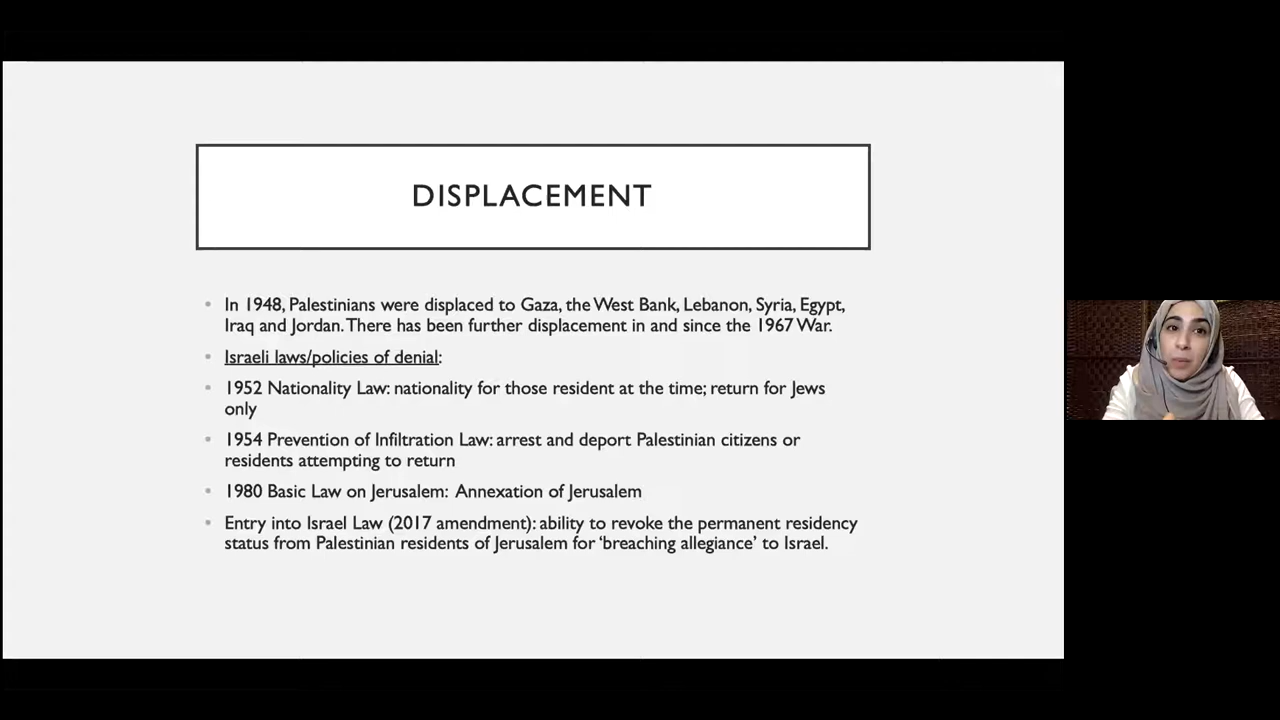 DISPLACEMENT
In 1948, Palestinians were displaced to Gaza, the West Bank, Lebanon, Syria, Egypt,
Iraq and Jordan. There has been further displacement in and since the 1967 War.
Israeli laws/policies of denial:
1952 Nationality Law: nationality for those resident at the time; return for Jews
only
1954 Prevention of Infiltration Law: arrest and deport Palestinian citizens or
residents attempting to return
1980 Basic Law on Jerusalem: Annexation of Jerusalem
Entry into Israel Law (2017 amendment): ability to revoke the permanent residency
status from Palestinian residents of Jerusalem for ‘breaching allegiance’ to Israel.